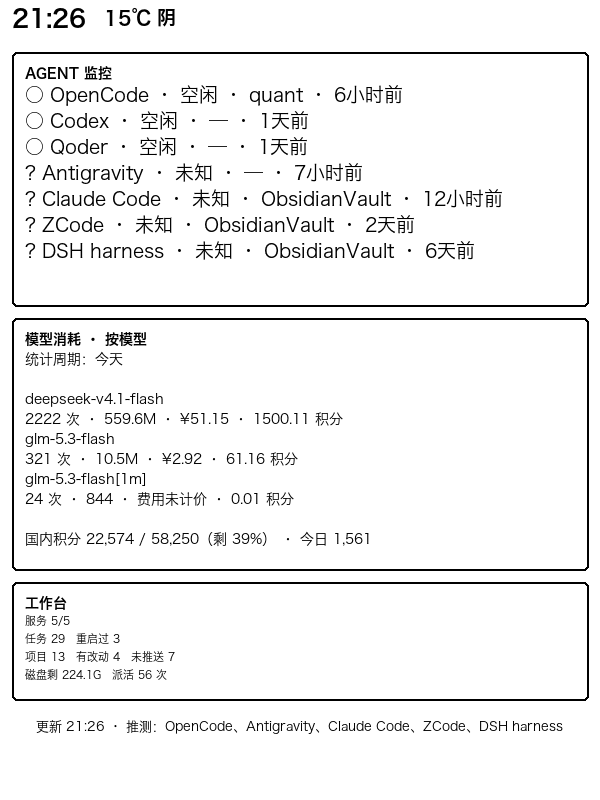 21:26 15℃ 阴
AGENT 监控
○ OpenCode · 空闲 · quant · 6小时前
○ Codex · 空闲 · — · 1天前
○ Qoder · 空闲 · — · 1天前
? Antigravity · 未知 · — · 7小时前
? Claude Code · 未知 · ObsidianVault · 12小时前
? ZCode · 未知 · ObsidianVault · 2天前
? DSH harness · 未知 · ObsidianVault · 6天前
模型消耗 · 按模型
统计周期：今天
deepseek-v4.1-flash
2222 次 · 559.6M · ¥51.15 · 1500.11 积分
glm-5.3-flash
321 次 · 10.5M · ¥2.92 · 61.16 积分
glm-5.3-flash[1m]
24 次 · 844 · 费用未计价 · 0.01 积分
国内积分 22,574 / 58,250（剩 39%） · 今日 1,561
工作台
服务 5/5
任务 29 重启过 3
项目 13 有改动 4 未推送 7
磁盘剩 224.1G 派活 56 次
更新 21:26 · 推测：OpenCode、Antigravity、Claude Code、ZCode、DSH harness